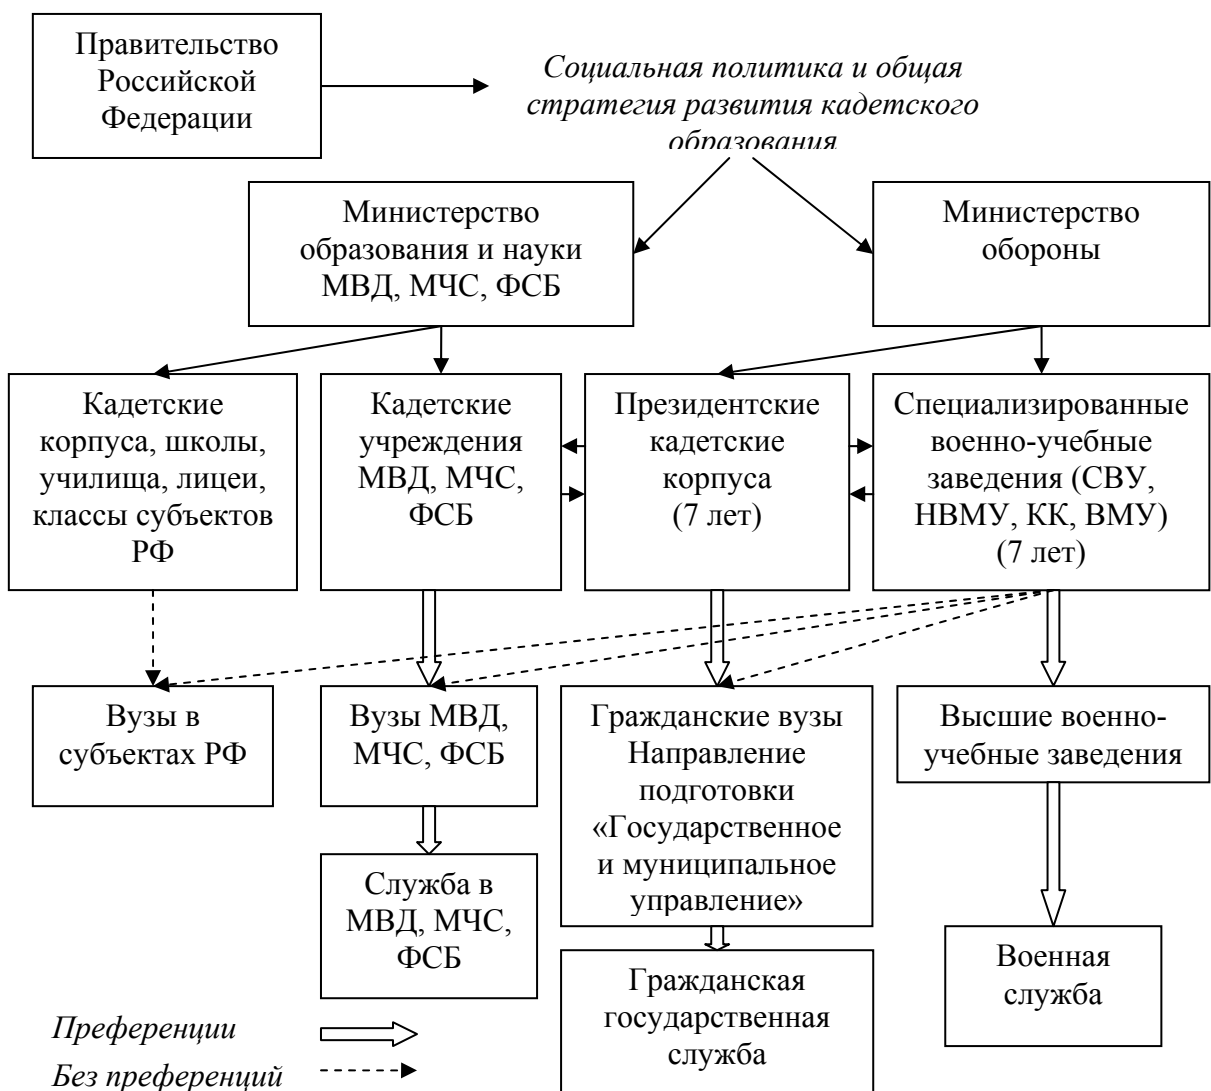 Правительство
Российской
Федерации
Социальная политика и общая
стратегия развития кадетского
образования
Министерство
образования и науки
МВД, МЧС, ФСБ
Министерство
обороны
Кадетские
корпуса, школы,
училища, лицеи,
классы субъектов
РФ
Кадетские
учреждения
МВД, МЧС,
ФСБ
Президентские
кадетские
корпуса
(7 лет)
Специализированные
военно-учебные
заведения (СВУ,
НВМУ, КК, ВМУ)
(7 лет)
Вузы в
субъектах РФ
Вузы МВД,
МЧС, ФСБ
Гражданские вузы
Направление
подготовки
«Государственное
и муниципальное
управление»
Высшие военно-
учебные заведения
Служба в
МВД, МЧС,
ФСБ
Гражданская
государственная
служба
Военная
служба
Преференции
Без преференций